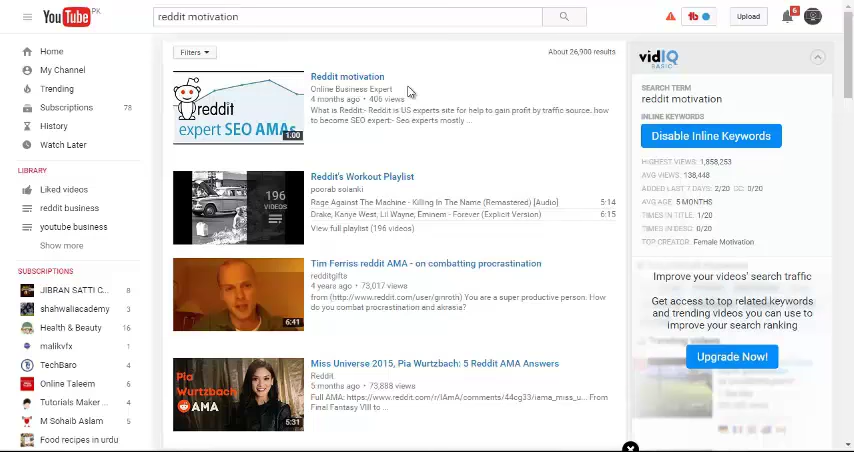 YouTube PK
reddit motivation
Upload
6
Home
My Channel
Trending
Subscriptions 78
History
Watch Later
LIBRARY
Liked videos
reddit business
youtube business
Show more
SUBSCRIPTIONS
JIBRAN SATTI C... 8
shahwaliacademy 3
Health & Beauty 16
malikvfx 1
TechBaro 4
Online Taleem 4
Tutorials Maker ... 4
M Sohaib Aslam 5
Food recipes in urdu
Filters
About 26,900 results
reddit
expert SEO AMAs
1:00
Reddit motivation
Online Business Expert
4 months ago • 406 views
What is Reddit:- Reddit is US experts site for help to gain profit by traffic source. how
to become SEO expert:- Seo experts mostly ...
196
VIDEOS
Reddit's Workout Playlist
poorab solanki
Rage Against The Machine - Killing In The Name (Remastered) [Audio] 5:14
Drake, Kanye West, Lil Wayne, Eminem - Forever (Explicit Version) 6:15
View full playlist (196 videos)
6:41
Tim Ferriss reddit AMA - on combatting procrastination
redditgifts
4 years ago • 73,017 views
from (http://www.reddit.com/user/gnroth) You are a super productive person. How
do you combat procrastination and akrasia?
Pia
Wurtzbach
AMA
5:31
Miss Universe 2015, Pia Wurtzbach: 5 Reddit AMA Answers
Reddit
5 months ago • 73,888 views
Full AMA: https://www.reddit.com/r/IAmA/comments/44cg33/iama_miss_u... From
Final Fantasy VIII to ...
vidIQ
BASIC
SEARCH TERM
reddit motivation
INLINE KEYWORDS
Disable Inline Keywords
HIGHEST VIEWS: 1,858,253
AVG VIEWS: 138,448
ADDED LAST 7 DAYS: 2/20 CC: 0/20
AVG AGE: 5 MONTHS
TIMES IN TITLE: 1/20
TIMES IN DESC: 0/20
TOP CREATOR: Female Motivation
Improve your videos' search traffic
Get access to top related keywords
and trending videos you can use to
improve your search ranking
Upgrade Now!